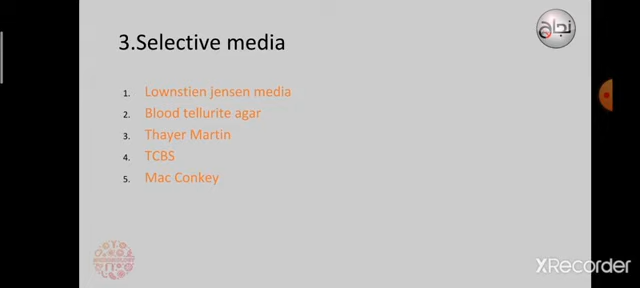 3.Selective media
نجاح
1. Lownstien jensen media
2. Blood tellurite agar
3. Thayer Martin
4. TCBS
5. Mac Conkey
XRecorder